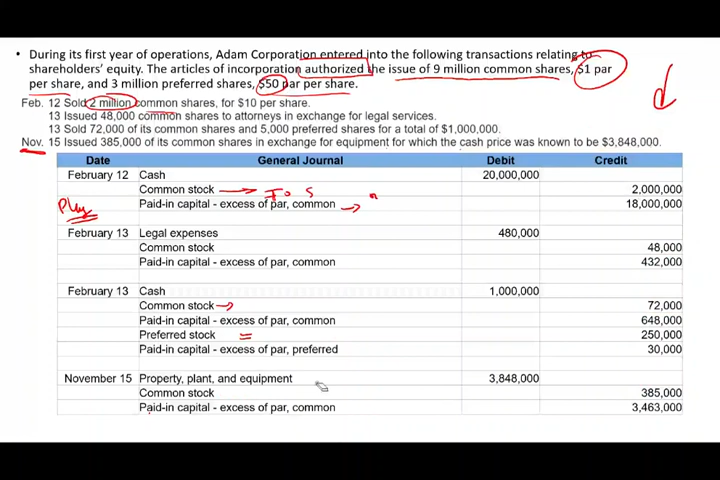 • During its first year of operations, Adam Corporation entered into the following transactions relating to
shareholders' equity. The articles of incorporation authorized the issue of 9 million common shares, $1 par
per share, and 3 million preferred shares, $50 par per share.
Feb. 12 Sold 2 million common shares, for $10 per share.
13 Issued 48,000 common shares to attorneys in exchange for legal services.
13 Sold 72,000 of its common shares and 5,000 preferred shares for a total of $1,000,000.
Nov. 15 Issued 385,000 of its common shares in exchange for equipment for which the cash price was known to be $3,848,000.
Date General Journal Debit Credit
February 12 Cash 20,000,000
Common stock 2,000,000
Paid-in capital - excess of par, common 18,000,000
February 13 Legal expenses 480,000
Common stock 48,000
Paid-in capital - excess of par, common 432,000
February 13 Cash 1,000,000
Common stock 72,000
Paid-in capital - excess of par, common 648,000
Preferred stock = 250,000
Paid-in capital - excess of par, preferred 30,000
November 15 Property, plant, and equipment 3,848,000
Common stock 385,000
Paid-in capital - excess of par, common 3,463,000